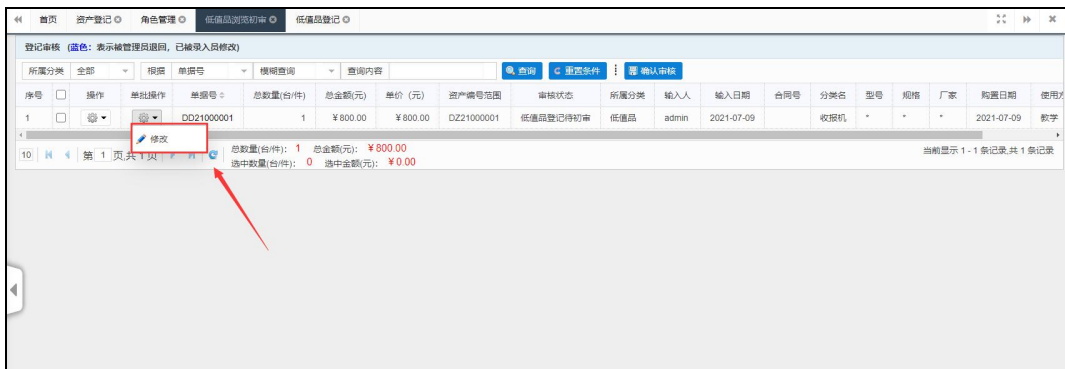 首页 资产登记 角色管理 低值品浏览初审 低值品登记
登记审核 (蓝色：表示被管理员退回，已被录入员修改)
所属分类 全部 根据 单据号 模糊查询 查询内容 查询 重置条件 确认审核
序号 操作 单批操作 单据号 总数量(台/件) 总金额(元) 单价（元） 资产编号范围 审核状态 所属分类 输入人 输入日期 合同号 分类名 型号 规格 厂家 购置日期 使用方
1 DD21000001 1 ￥800.00 ￥800.00 DZ21000001 低值品登记待初审 低值品 admin 2021-07-09 收报机 * * * 2021-07-09 教学
修改
10 第 1 页,共 1 页 总数量(台/件): 1 总金额(元): ￥800.00 当前显示 1 - 1 条记录,共 1 条记录
选中数量(台/件): 0 选中金额(元): ￥0.00